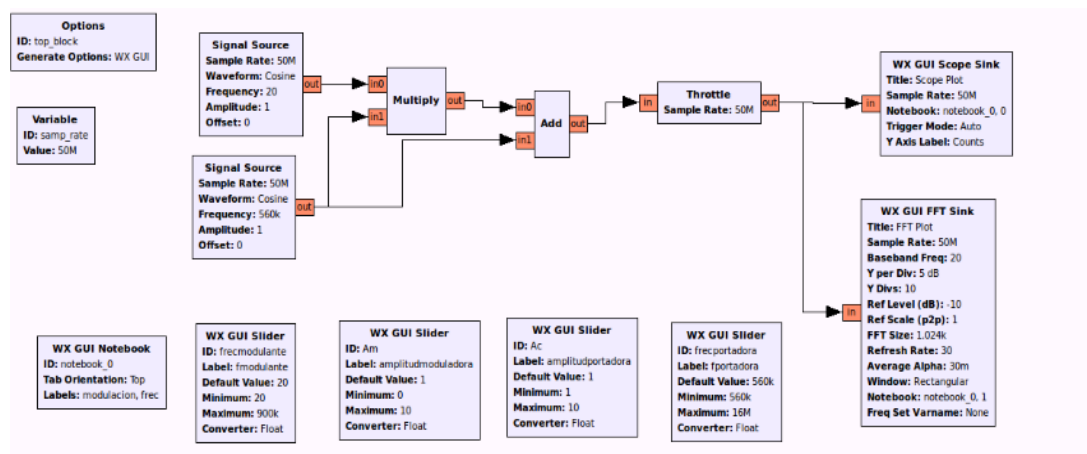 Options
ID: top_block
Generate Options: WX GUI
Variable
ID: samp_rate
Value: 50M
Signal Source
Sample Rate: 50M
Waveform: Cosine
Frequency: 20
Amplitude: 1
Offset: 0
out
Signal Source
Sample Rate: 50M
Waveform: Cosine
Frequency: 560k
Amplitude: 1
Offset: 0
out
in0
in1
Multiply
out
in0
in1
Add
out
in
Throttle
Sample Rate: 50M
out
in
WX GUI Scope Sink
Title: Scope Plot
Sample Rate: 50M
Notebook: notebook_0, 0
Trigger Mode: Auto
Y Axis Label: Counts
in
WX GUI FFT Sink
Title: FFT Plot
Sample Rate: 50M
Baseband Freq: 20
Y per Div: 5 dB
Y Divs: 10
Ref Level (dB): -10
Ref Scale (p2p): 1
FFT Size: 1.024k
Refresh Rate: 30
Average Alpha: 30m
Window: Rectangular
Notebook: notebook_0, 1
Freq Set Varname: None
WX GUI Notebook
ID: notebook_0
Tab Orientation: Top
Labels: modulacion, frec
WX GUI Slider
ID: frecmodulante
Label: fmodulante
Default Value: 20
Minimum: 20
Maximum: 900k
Converter: Float
WX GUI Slider
ID: Am
Label: amplitudmoduladora
Default Value: 1
Minimum: 0
Maximum: 10
Converter: Float
WX GUI Slider
ID: Ac
Label: amplitudportadora
Default Value: 1
Minimum: 1
Maximum: 10
Converter: Float
WX GUI Slider
ID: frecportadora
Label: fportadora
Default Value: 560k
Minimum: 560k
Maximum: 16M
Converter: Float